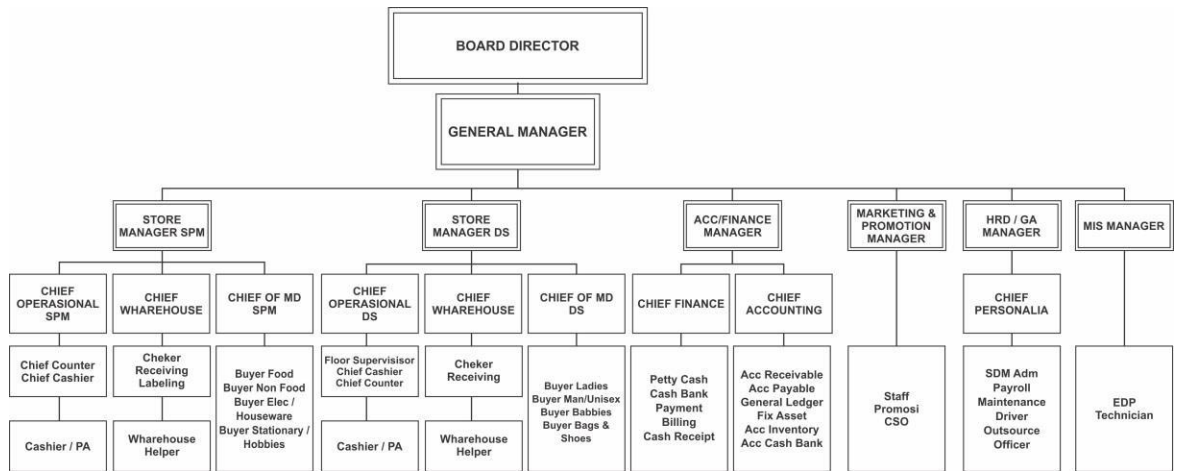 BOARD DIRECTOR
GENERAL MANAGER
STORE
MANAGER SPM
STORE
MANAGER DS
ACC/FINANCE
MANAGER
MARKETING &
PROMOTION
MANAGER
HRD / GA
MANAGER
MIS MANAGER
CHIEF
OPERASIONAL
SPM
CHIEF
WHAREHOUSE
CHIEF OF MD
SPM
CHIEF
OPERASIONAL
DS
CHIEF
WHAREHOUSE
CHIEF OF MD
DS
CHIEF FINANCE
CHIEF
ACCOUNTING
CHIEF
PERSONALIA
Chief Counter
Chief Cashier
Cheker
Receiving
Labeling
Buyer Food
Buyer Non Food
Buyer Elec /
Houseware
Buyer Stationary /
Hobbies
Floor Supervisisor
Chief Cashier
Chief Counter
Cheker
Receiving
Buyer Ladies
Buyer Man/Unisex
Buyer Babbies
Buyer Bags &
Shoes
Petty Cash
Cash Bank
Payment
Billing
Cash Receipt
Acc Receivable
Acc Payable
General Ledger
Fix Asset
Acc Inventory
Acc Cash Bank
Staff
Promosi
CSO
SDM Adm
Payroll
Maintenance
Driver
Outsource
Officer
EDP
Technician
Cashier / PA
Wharehouse
Helper
Cashier / PA
Wharehouse
Helper